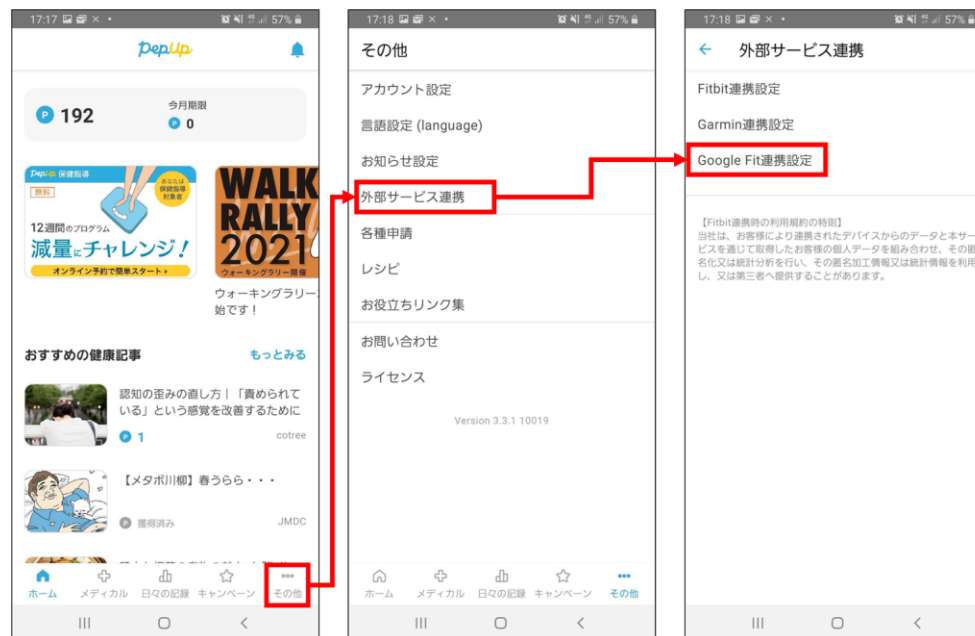 17:17
57%
PepUp
P 192
今月期限
P 0
PepUp 保健指導
無料
あなたは
保健指導
対象者
12週間のプログラム
減量にチャレンジ!
オンライン予約で簡単スタート
WALK
RALLY
2021
ウォーキングラリー開催
ウォーキングラリー
始です!
おすすめの健康記事
もっとみる
認知の歪みの直し方|「責められて
いる」という感覚を改善するために
P 1
cotree
【メタボ川柳】春うらら・・・
P 獲得済み
JMDC
ホーム
メディカル
日々の記録
キャンペーン
その他
17:18
57%
その他
アカウント設定
言語設定 (language)
お知らせ設定
外部サービス連携
各種申請
レシピ
お役立ちリンク集
お問い合わせ
ライセンス
Version 3.3.1 10019
ホーム
メディカル
日々の記録
キャンペーン
その他
17:18
57%
外部サービス連携
Fitbit連携設定
Garmin連携設定
Google Fit連携設定
【Fitbit連携時の利用規約の特則】
当社は、お客様により連携されたデバイスからのデータと本サー
ビスを通じて取得したお客様の個人データを組み合わせ、その匿
名化又は統計分析を行い、その匿名加工情報又は統計情報を利用
し、又は第三者へ提供することがあります。